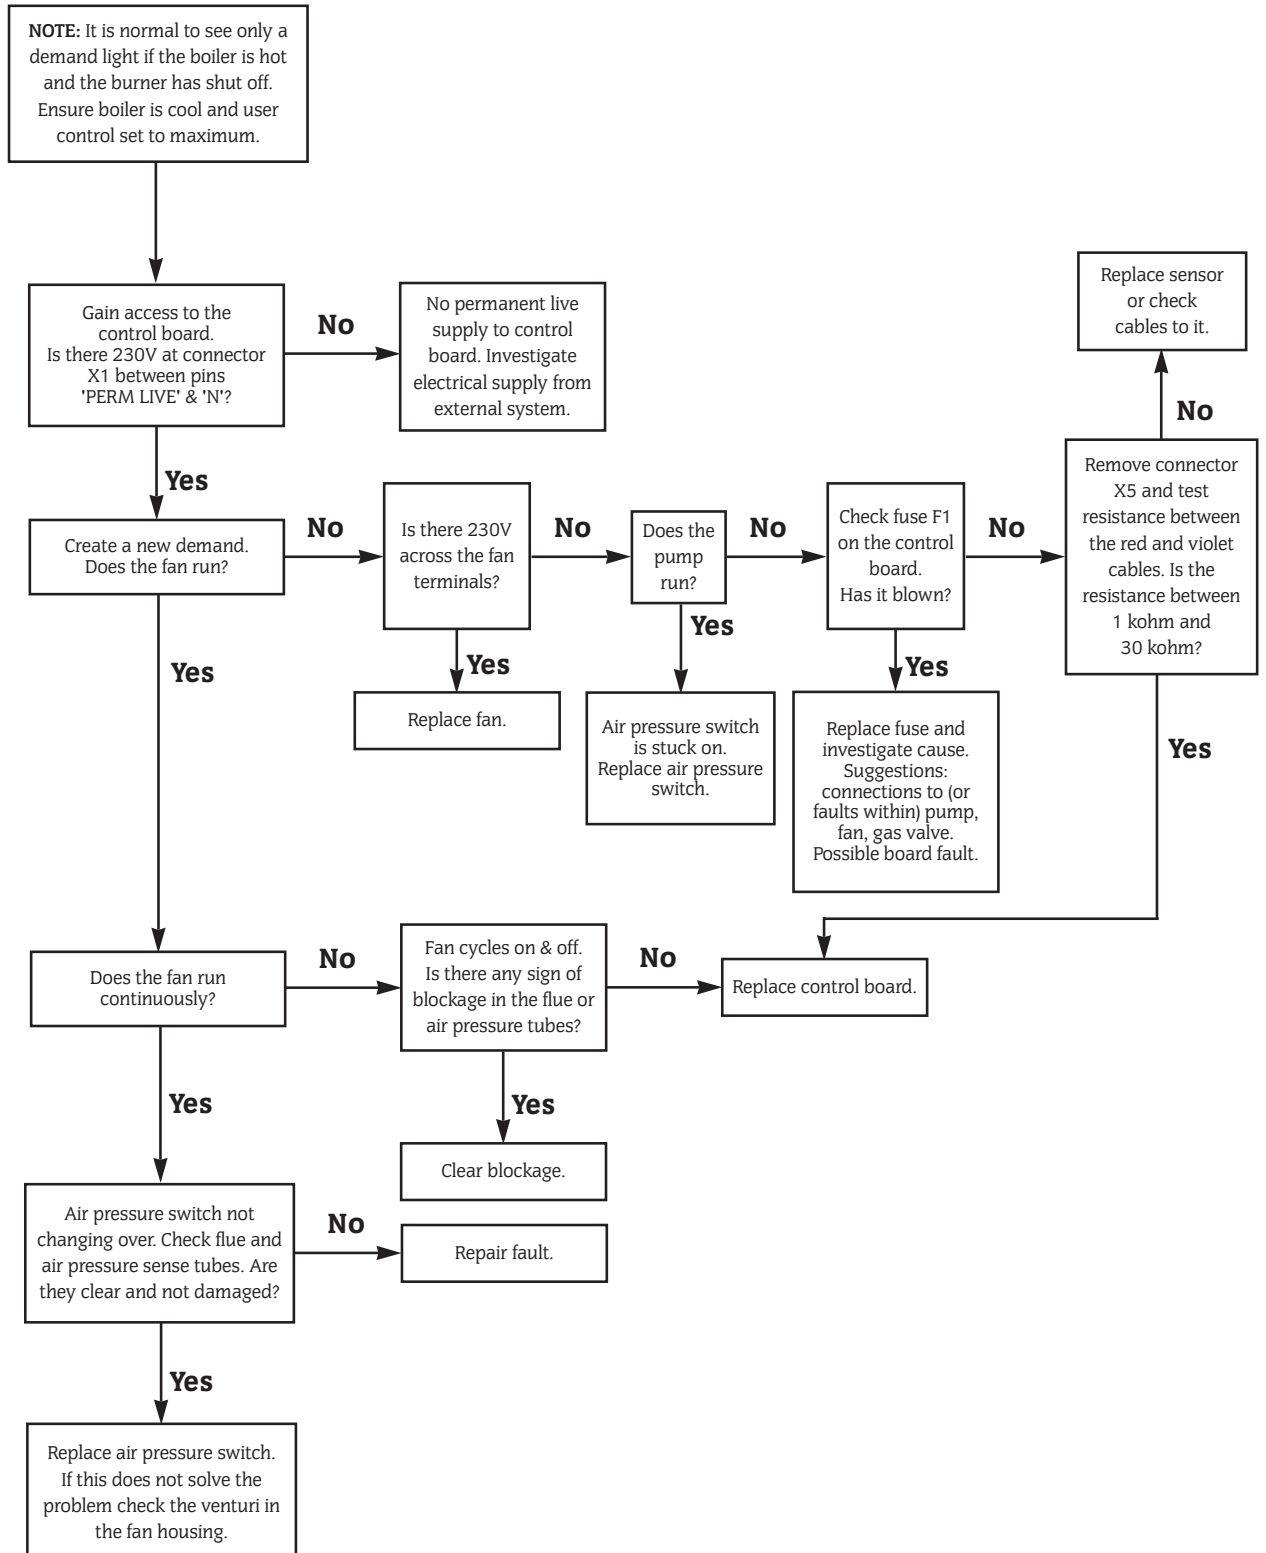 NOTE: It is normal to see only a
demand light if the boiler is hot
and the burner has shut off.
Ensure boiler is cool and user
control set to maximum.
Gain access to the
control board.
Is there 230V at connector
X1 between pins
'PERM LIVE' & 'N'?
No
No permanent live
supply to control
board. Investigate
electrical supply from
external system.
Replace sensor
or check
cables to it.
No
Yes
Create a new demand.
Does the fan run?
No
Is there 230V
across the fan
terminals?
No
Does the
pump
run?
No
Check fuse F1
on the control
board.
Has it blown?
No
Remove connector
X5 and test
resistance between
the red and violet
cables. Is the
resistance between
1 kohm and
30 kohm?
Yes
Yes
Replace fan.
Yes
Air pressure switch
is stuck on.
Replace air pressure
switch.
Yes
Replace fuse and
investigate cause.
Suggestions:
connections to (or
faults within) pump,
fan, gas valve.
Possible board fault.
Yes
Does the fan run
continuously?
No
Fan cycles on & off.
Is there any sign of
blockage in the flue or
air pressure tubes?
No
Replace control board.
Yes
Yes
Clear blockage.
Air pressure switch not
changing over. Check flue and
air pressure sense tubes. Are
they clear and not damaged?
No
Repair fault.
Yes
Replace air pressure switch.
If this does not solve the
problem check the venturi in
the fan housing.